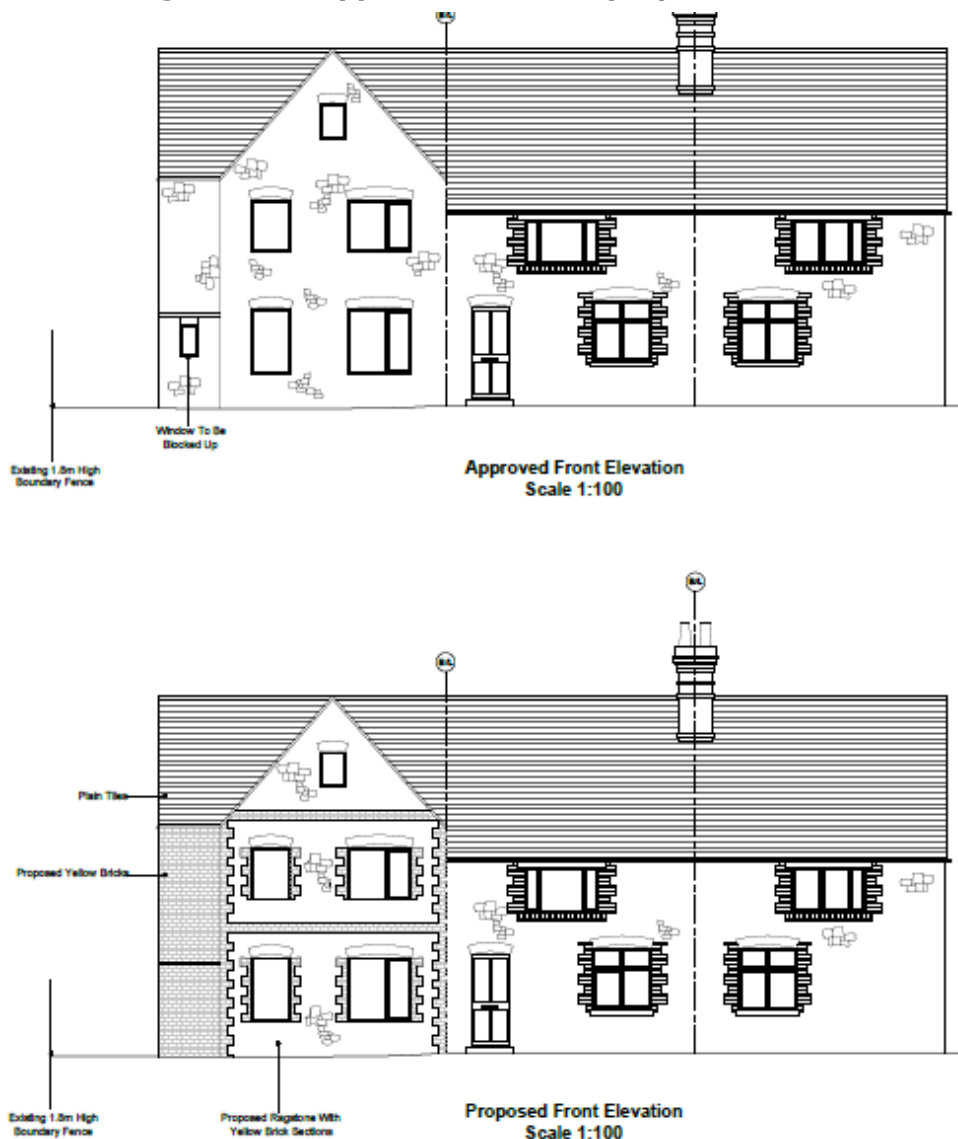 B/L
Window To Be
Blocked Up
Existing 1.8m High
Boundary Fence
Approved Front Elevation
Scale 1:100
B/L
B/L
Plain Tiles
Proposed Yellow Bricks
Existing 1.8m High
Boundary Fence
Proposed Ragstone With
Yellow Brick Sections
Proposed Front Elevation
Scale 1:100